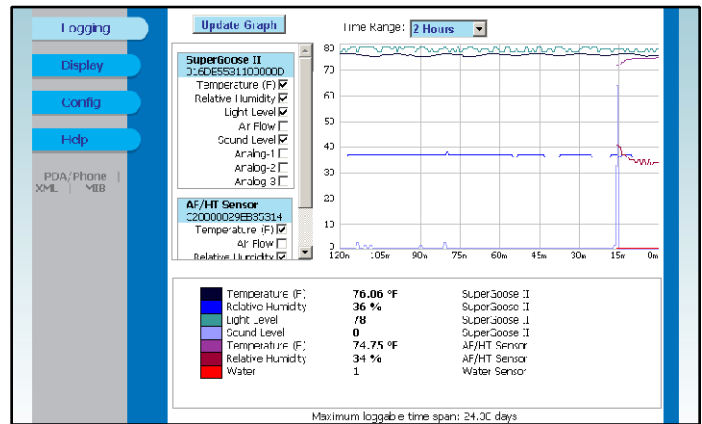 Logging
Display
Config
Help
PDA/Phone |
XML | MIB
Update Graph
Time Range: 2 Hours
SuperGoose II
Temperature (F)
Relative Humidity
Light Level
Air Flow
Sound Level
Analog-1
Analog-2
Analog-3
AF/HT Sensor
Temperature (F)
Air Flow
Relative Humidity
80
70
60
50
40
30
20
10
0
120m 105m 90m 75m 60m 45m 30m 15m 0m
Temperature (F) 76.06 °F SuperGoose II
Relative Humidity 36 % SuperGoose II
Light Level 78 SuperGoose II
Sound Level 0 SuperGoose II
Temperature (F) 74.75 °F AF/HT Sensor
Relative Humidity 34 % AF/HT Sensor
Water 1 Water Sensor
Maximum loggable time span: 24.00 days